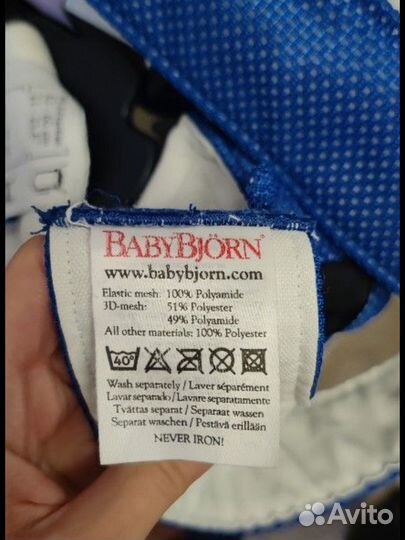 BABYBJÖRN®
www.babybjorn.com
Elastic mesh: 100% Polyamide
3D-mesh: 51% Polyester
49% Polyamide
All other materials: 100% Polyester
40°
Wash separately / Laver séparément
Lavar separado / Lavare separatamente
Tvättas separat / Separaat wassen
Separat waschen / Pestävä erillään
NEVER IRON!
Avito